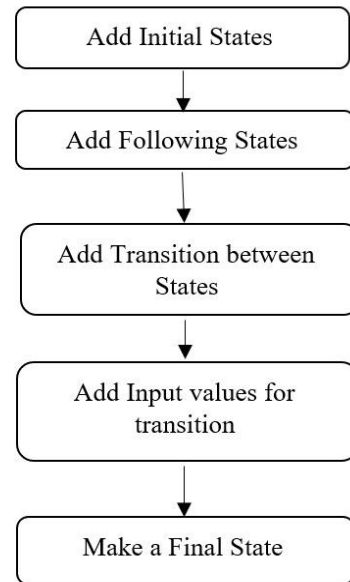 Add Initial States
Add Following States
Add Transition between
States
Add Input values for
transition
Make a Final State